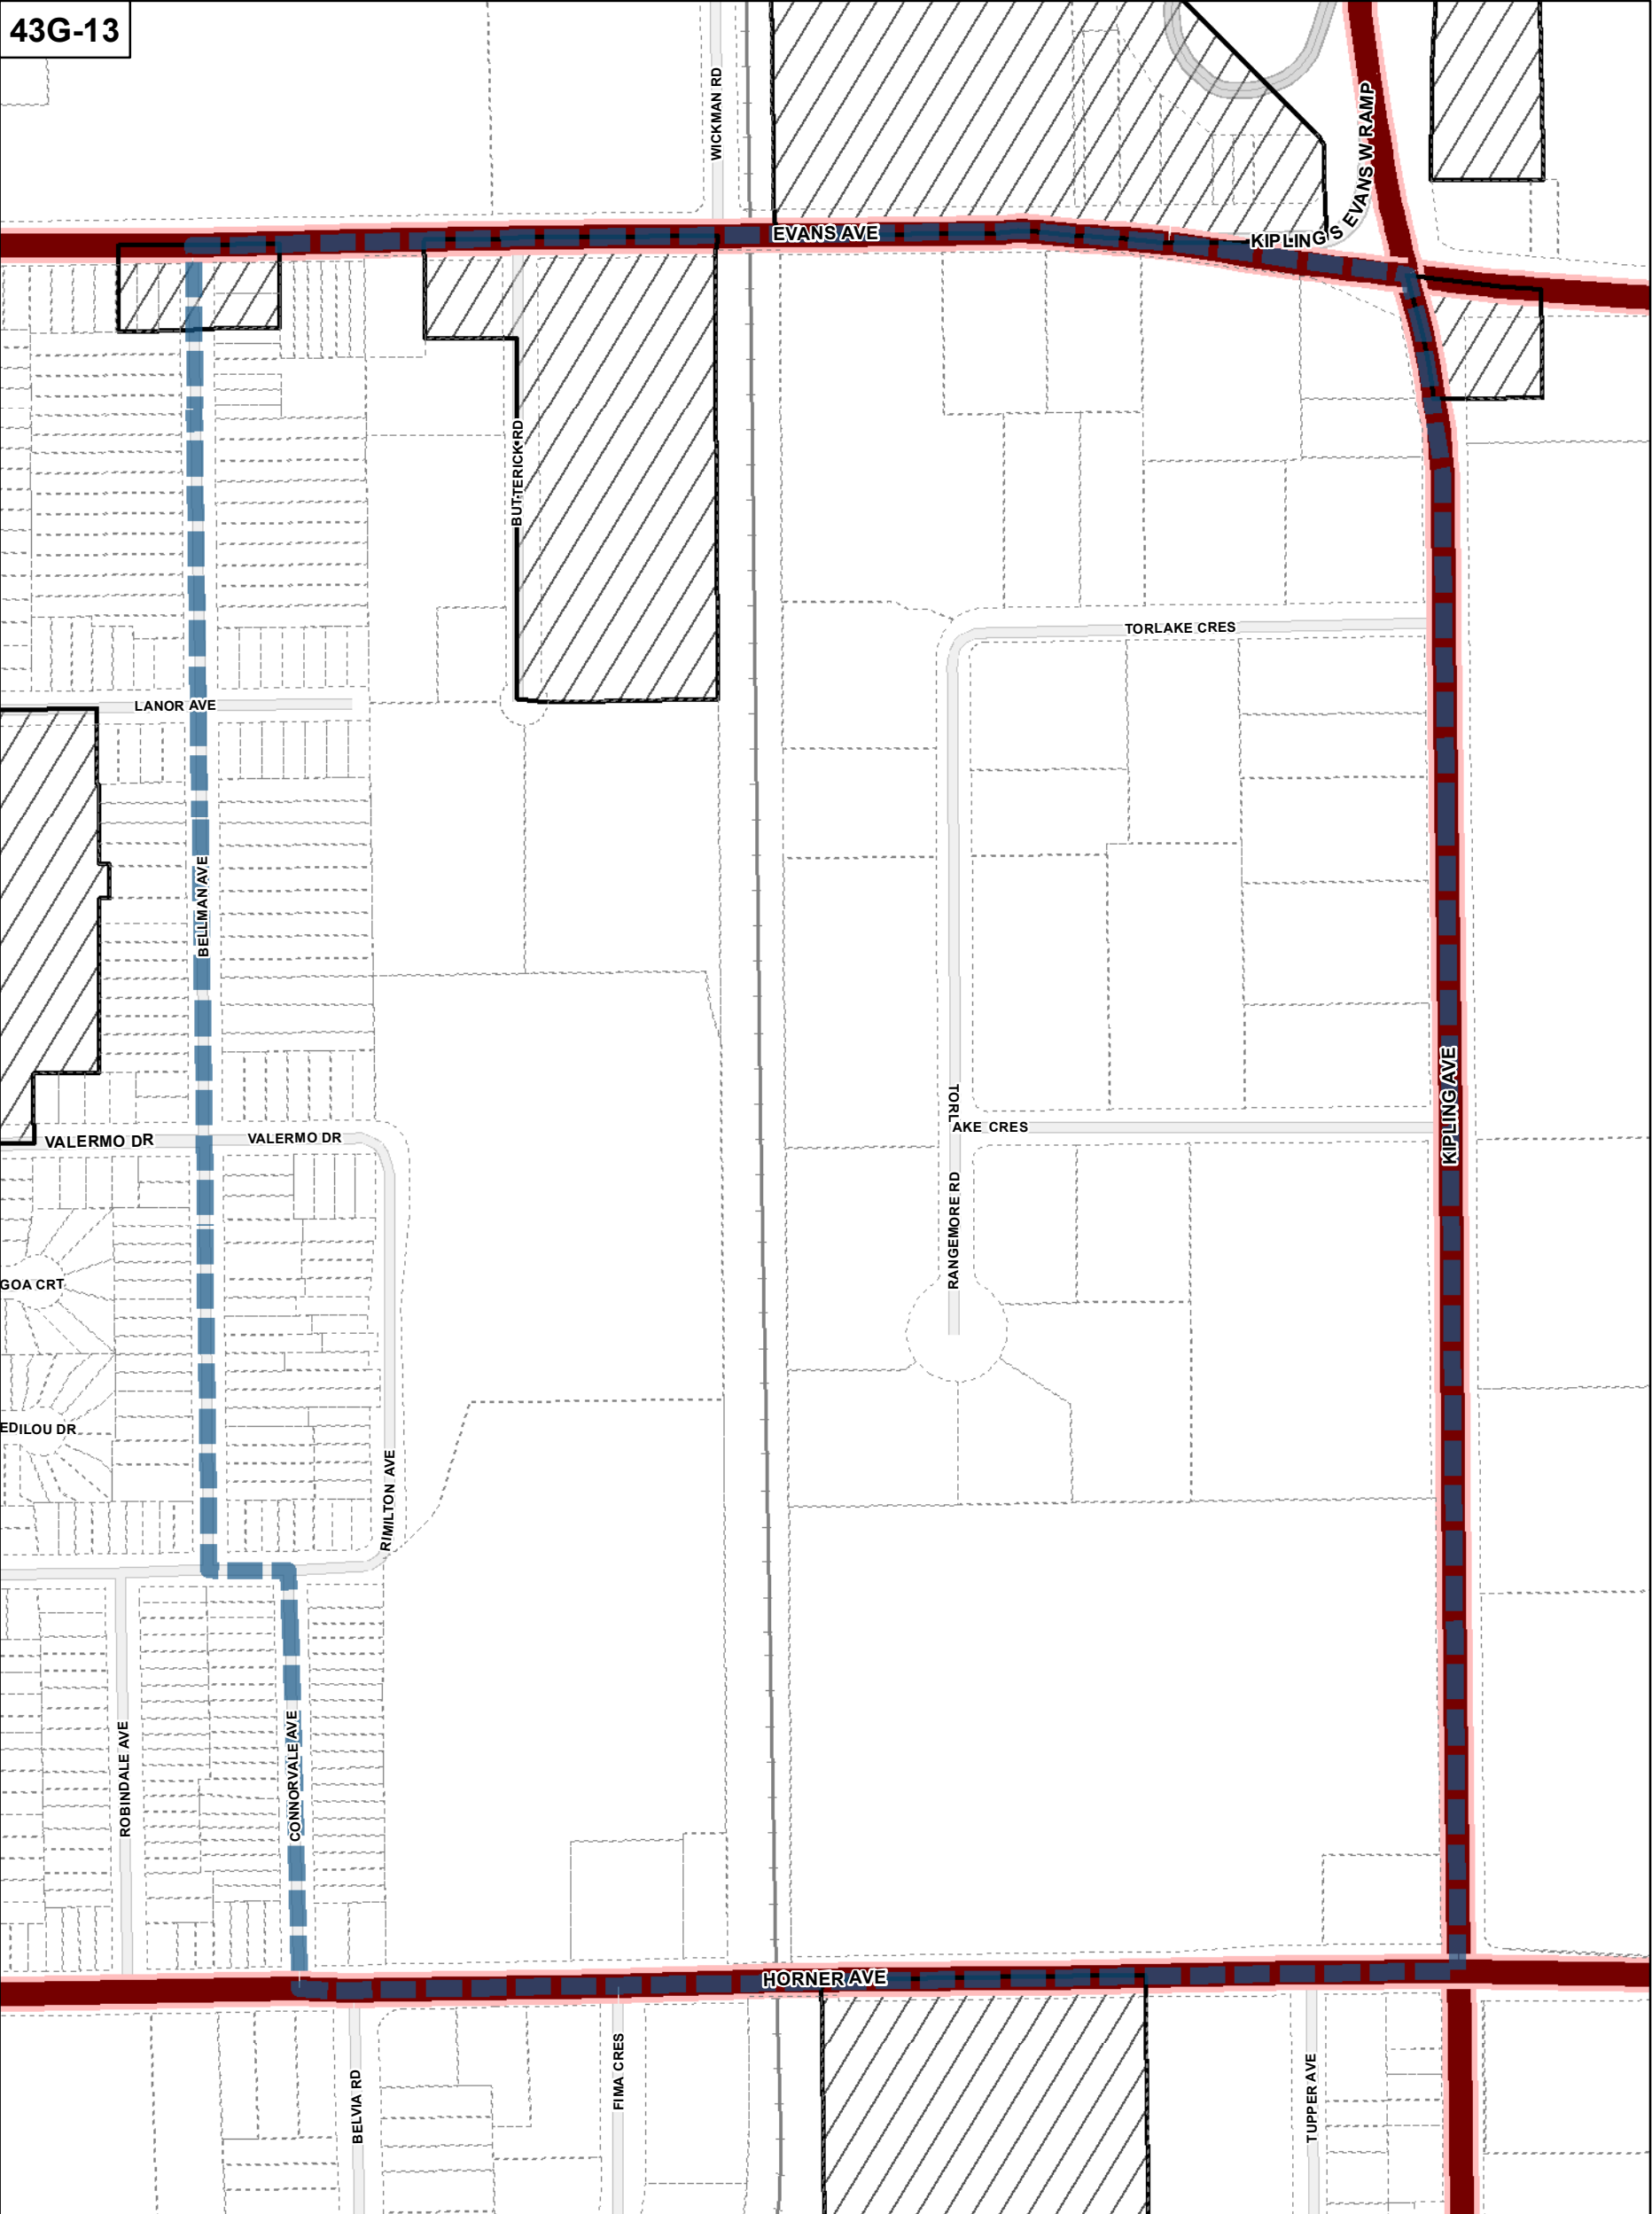 43G-13
WICKMAN RD
KIPLING S EVANS W RAMP
EVANS AVE
BUTTERICK RD
TORLAKE CRES
LANOR AVE
BELLMAN AVE
KIPLING AVE
TORLAKE CRES
VALERMO DR
VALERMO DR
RANGEMORE RD
GOA CRT
EDILOU DR
RIMILTON AVE
ROBINDALE AVE
CONNORVALE AVE
HORNER AVE
BELVIA RD
FIMA CRES
TUPPER AVE